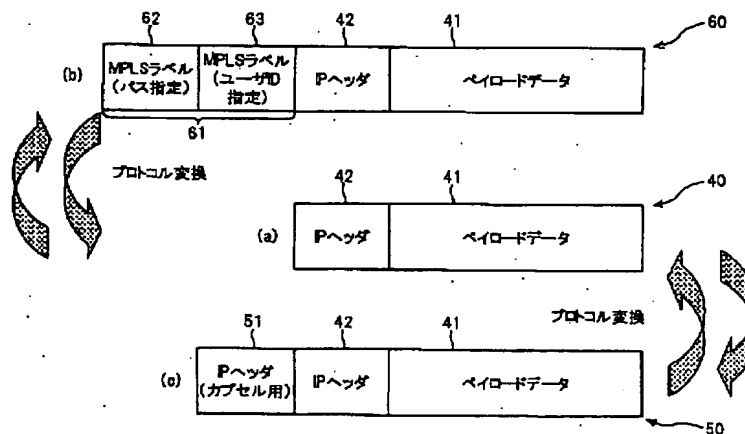 62
63
42
41
60
(b)
MPLSラベル
(パス指定)
MPLSラベル
(ユーザID
指定)
IPヘッダ
ペイロードデータ
61
プロトコル変換
42
41
40
(a)
IPヘッダ
ペイロードデータ
51
42
41
プロトコル変換
(c)
IPヘッダ
(カプセル用)
IPヘッダ
ペイロードデータ
50